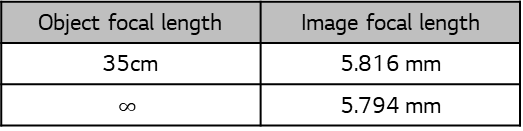 Object focal length Image focal length
35cm 5.816 mm
∞ 5.794 mm